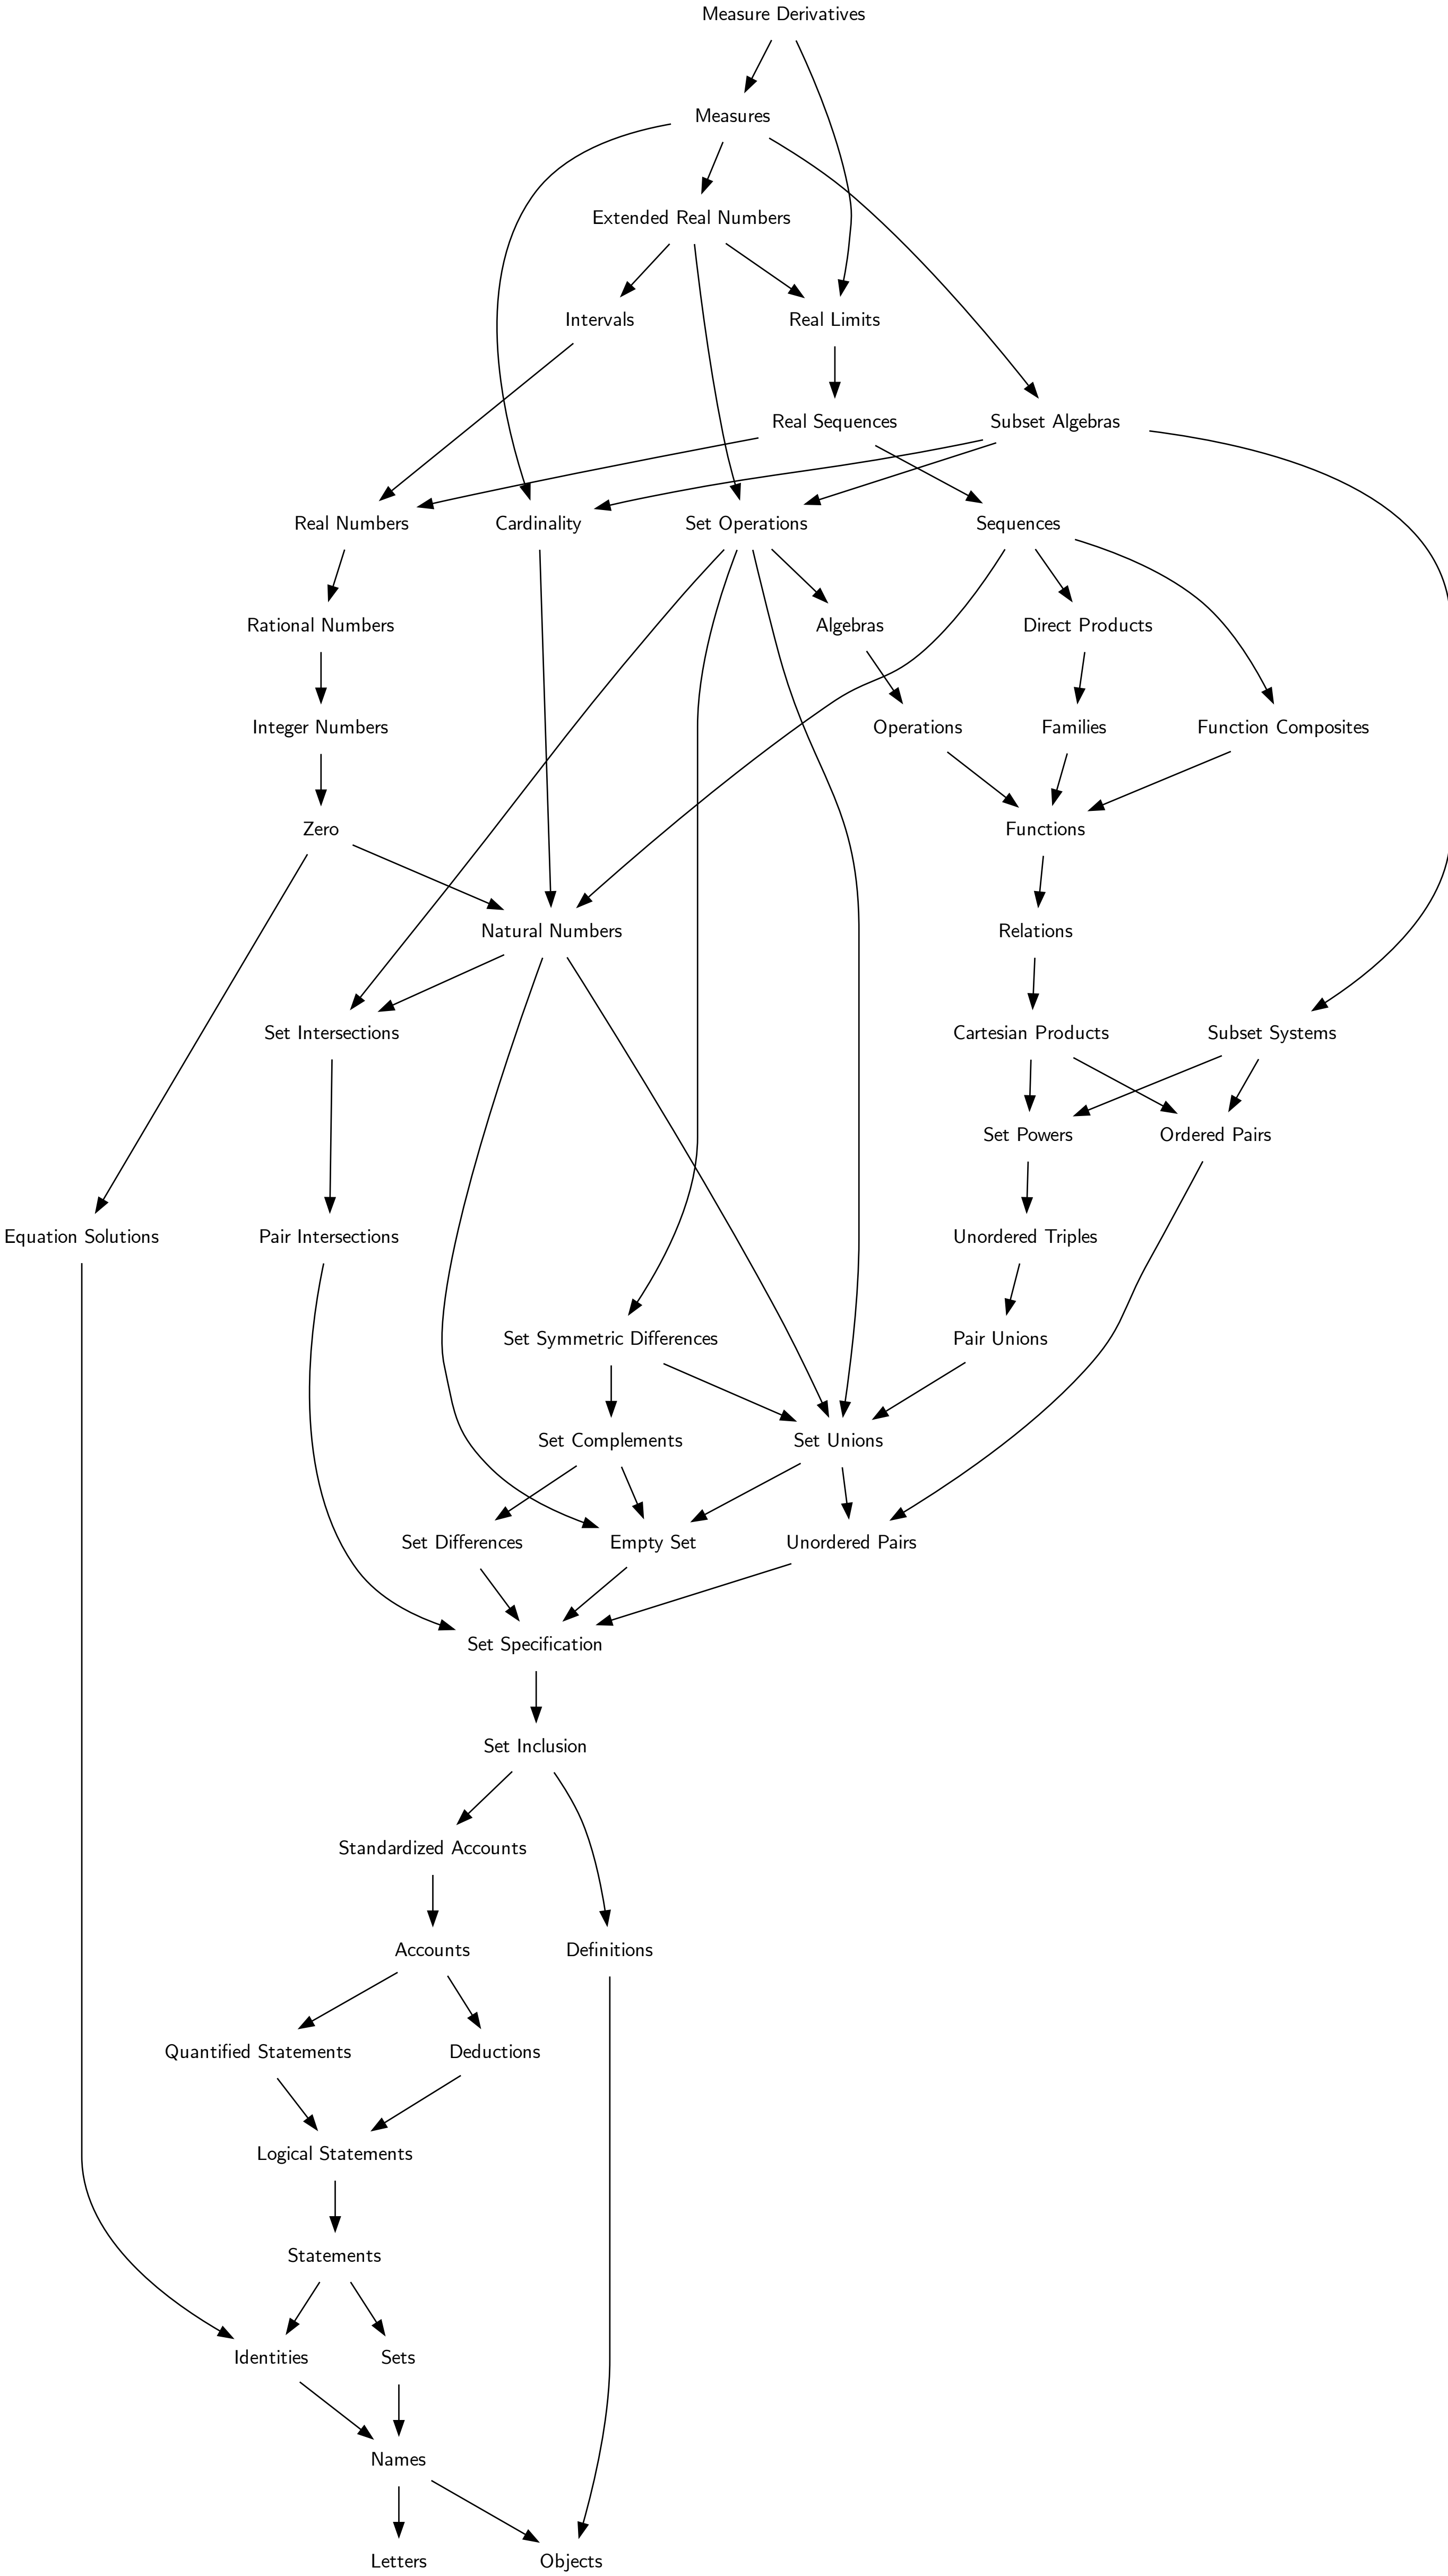 Measure Derivatives
Measures
Extended Real Numbers
Intervals
Real Limits
Real Sequences
Subset Algebras
Real Numbers
Cardinality
Set Operations
Sequences
Rational Numbers
Algebras
Direct Products
Integer Numbers
Operations
Families
Function Composites
Zero
Functions
Natural Numbers
Relations
Set Intersections
Cartesian Products
Subset Systems
Set Powers
Ordered Pairs
Equation Solutions
Pair Intersections
Unordered Triples
Set Symmetric Differences
Pair Unions
Set Complements
Set Unions
Set Differences
Empty Set
Unordered Pairs
Set Specification
Set Inclusion
Standardized Accounts
Accounts
Definitions
Quantified Statements
Deductions
Logical Statements
Statements
Identities
Sets
Names
Letters
Objects